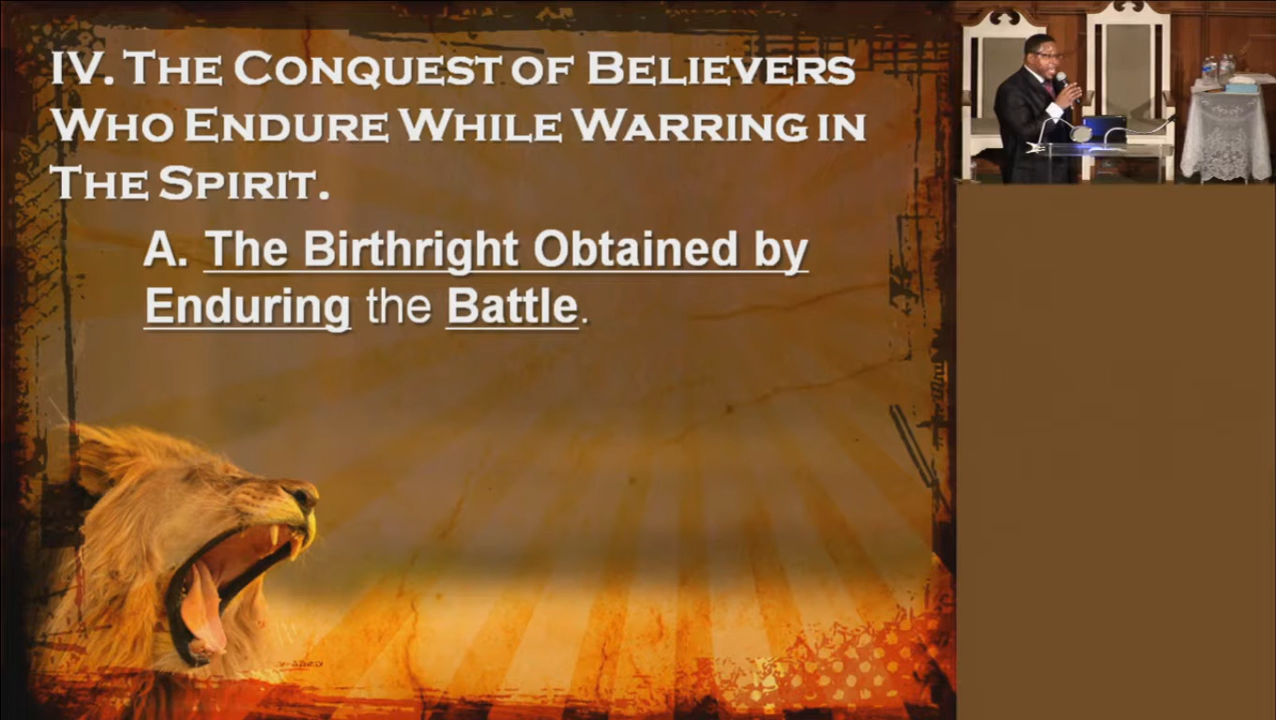 IV. The Conquest of Believers
Who Endure While Warring in
The Spirit.
A. The Birthright Obtained by
Enduring the Battle.